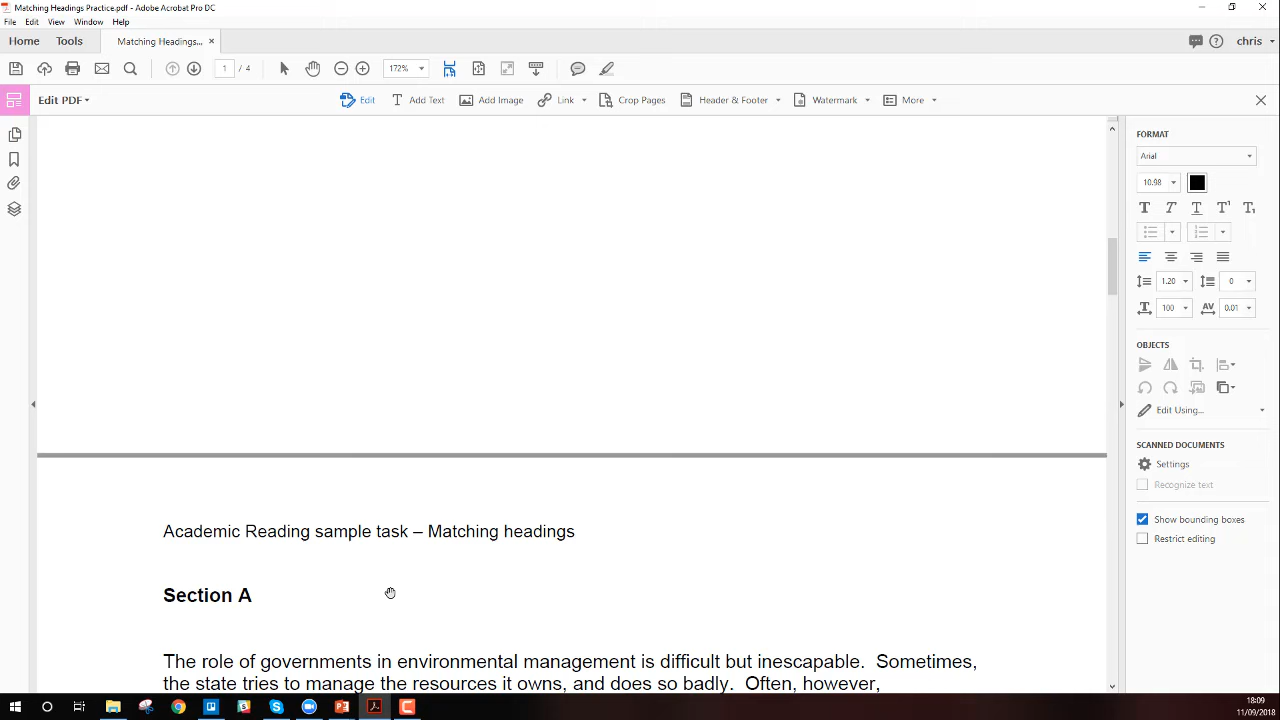 Matching Headings Practice.pdf - Adobe Acrobat Pro DC
File Edit View Window Help
Home Tools Matching Headings... × chris
1 / 4 172%
Edit PDF Edit Add Text Add Image Link Crop Pages Header & Footer Watermark More
FORMAT
Arial
10.98
T T T T¹ T₁
1.20 0
100 AV 0.01
OBJECTS
Edit Using...
SCANNED DOCUMENTS
Settings
Recognize text
Show bounding boxes
Restrict editing
Academic Reading sample task – Matching headings
Section A
The role of governments in environmental management is difficult but inescapable. Sometimes,
the state tries to manage the resources it owns, and does so badly. Often, however,
18:09
11/09/2018